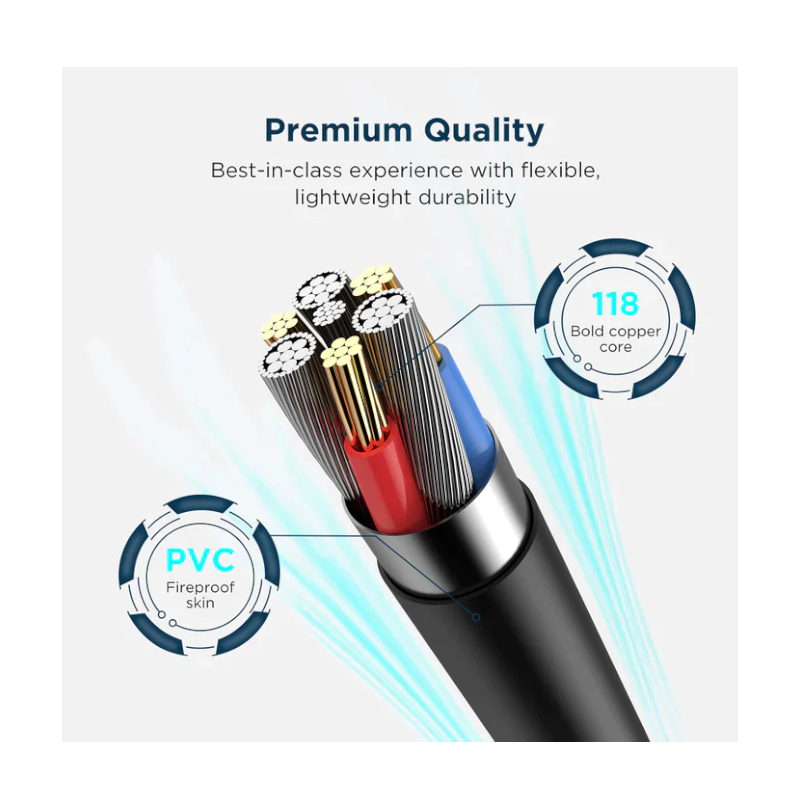 Premium Quality
Best-in-class experience with flexible,
lightweight durability
118
Bold copper
core
PVC
Fireproof
skin